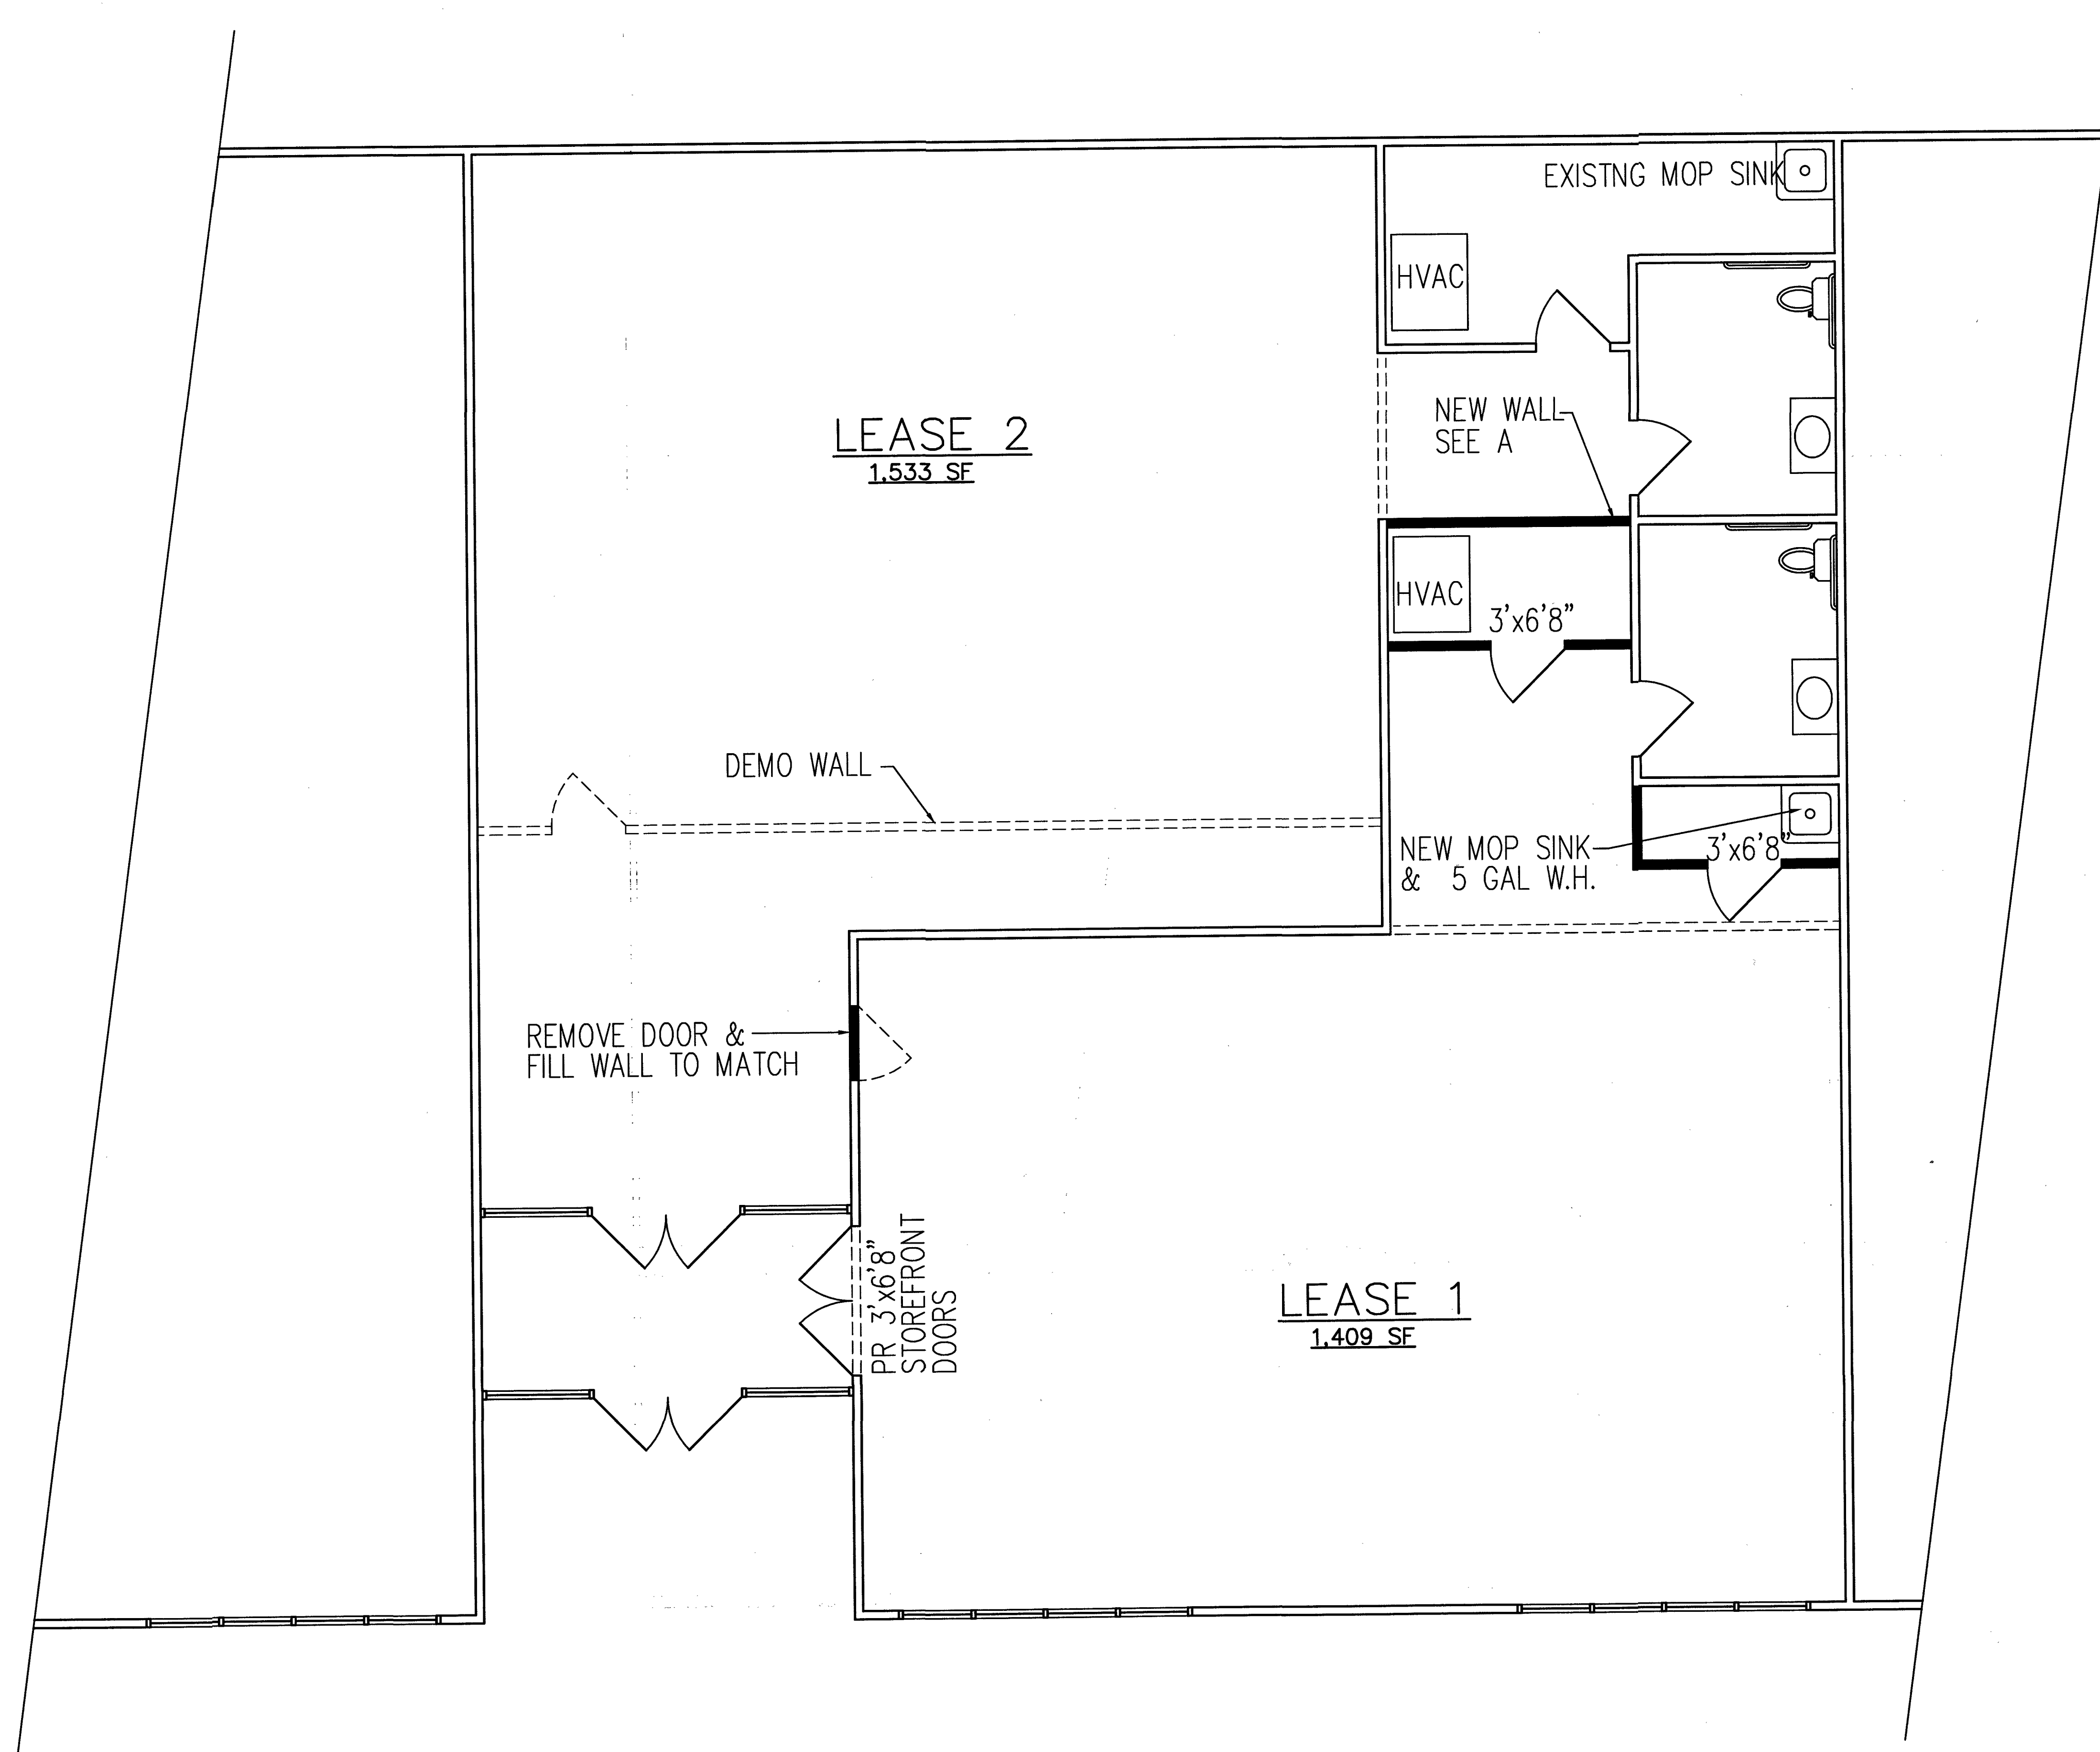 EXISTNG MOP SINK
HVAC
NEW WALL
SEE A
LEASE 2
1,533 SF
HVAC
3'x6'8"
DEMO WALL
NEW MOP SINK
& 5 GAL W.H.
3'x6'8"
REMOVE DOOR &
FILL WALL TO MATCH
PR 3'x6'8"
STOREFRONT
DOORS
LEASE 1
1,409 SF